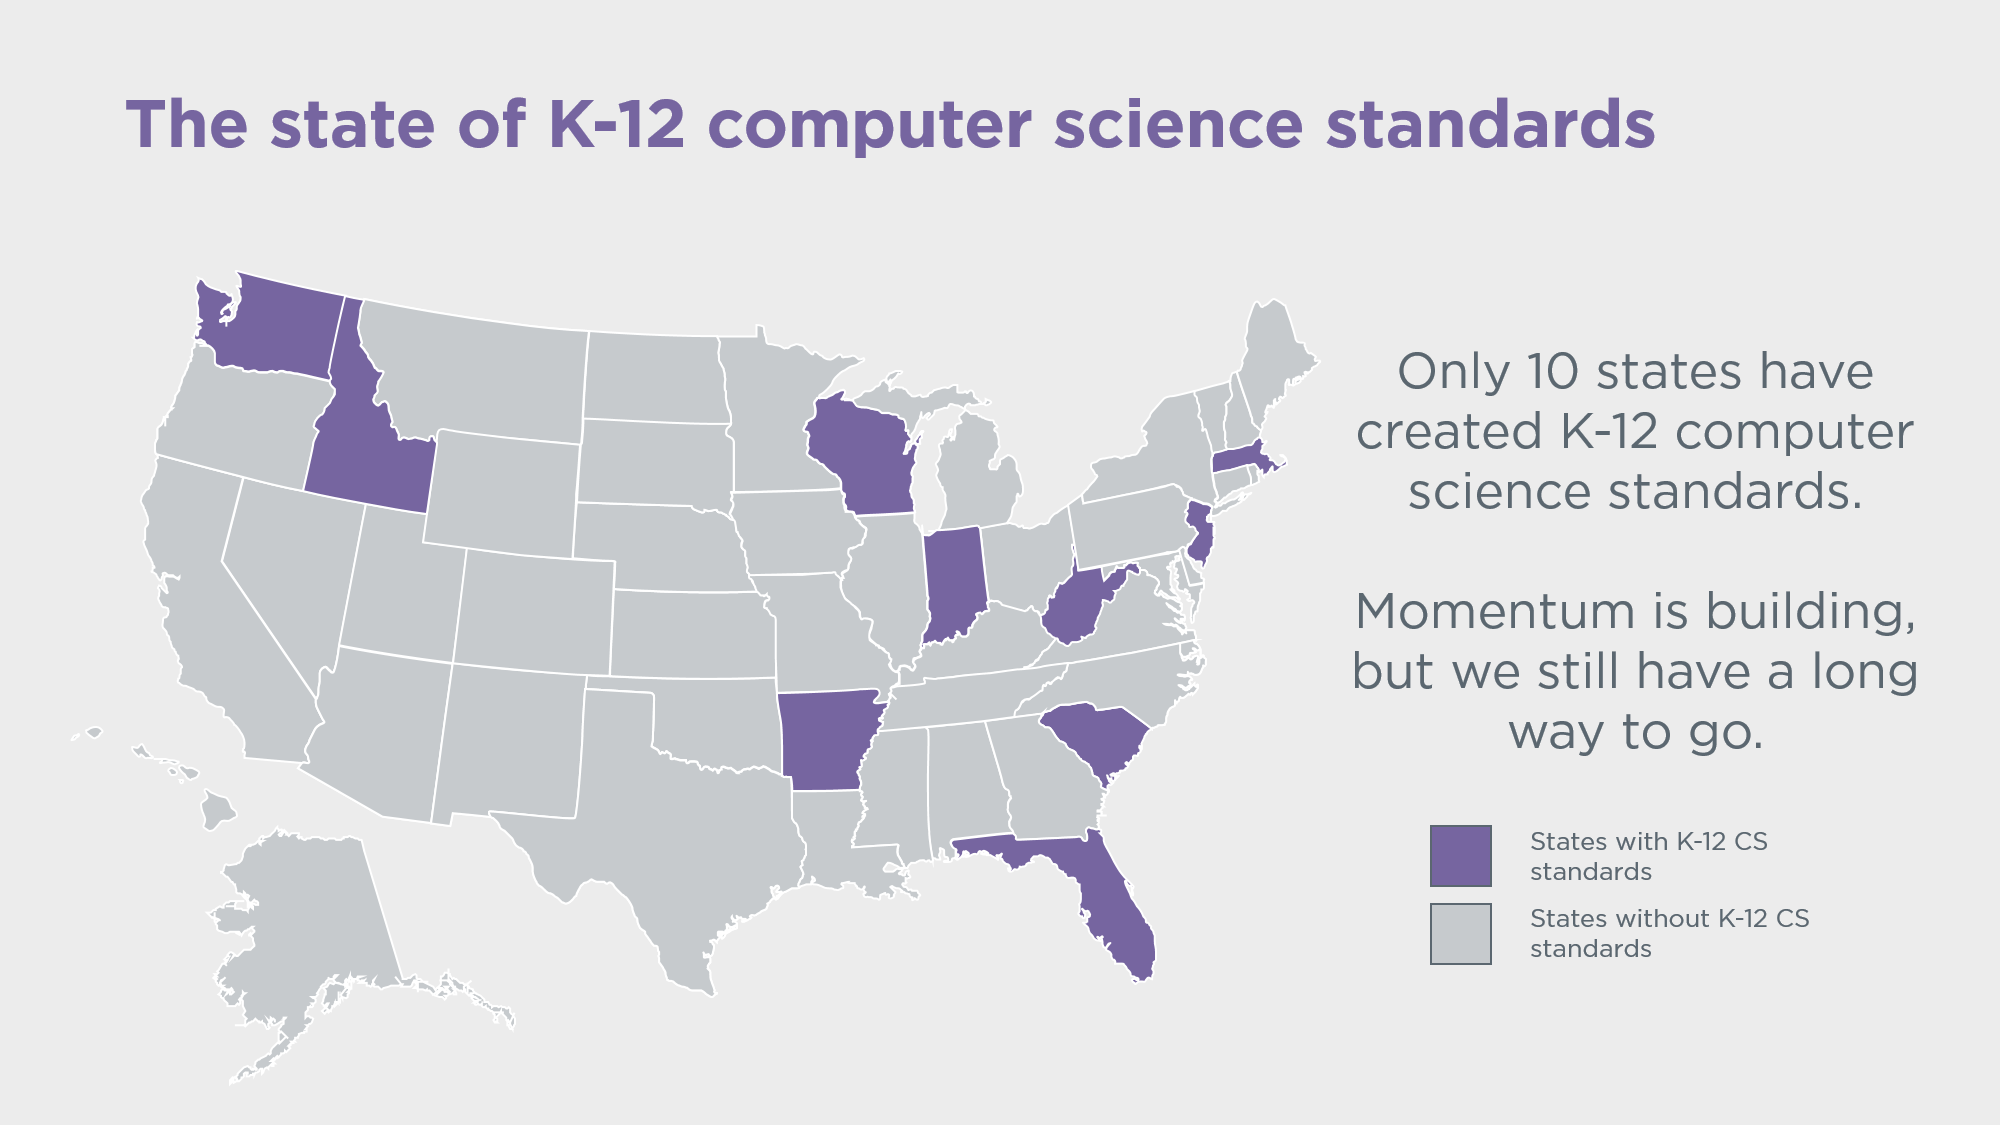 The state of K-12 computer science standards
Only 10 states have
created K-12 computer
science standards.
Momentum is building,
but we still have a long
way to go.
States with K-12 CS
standards
States without K-12 CS
standards